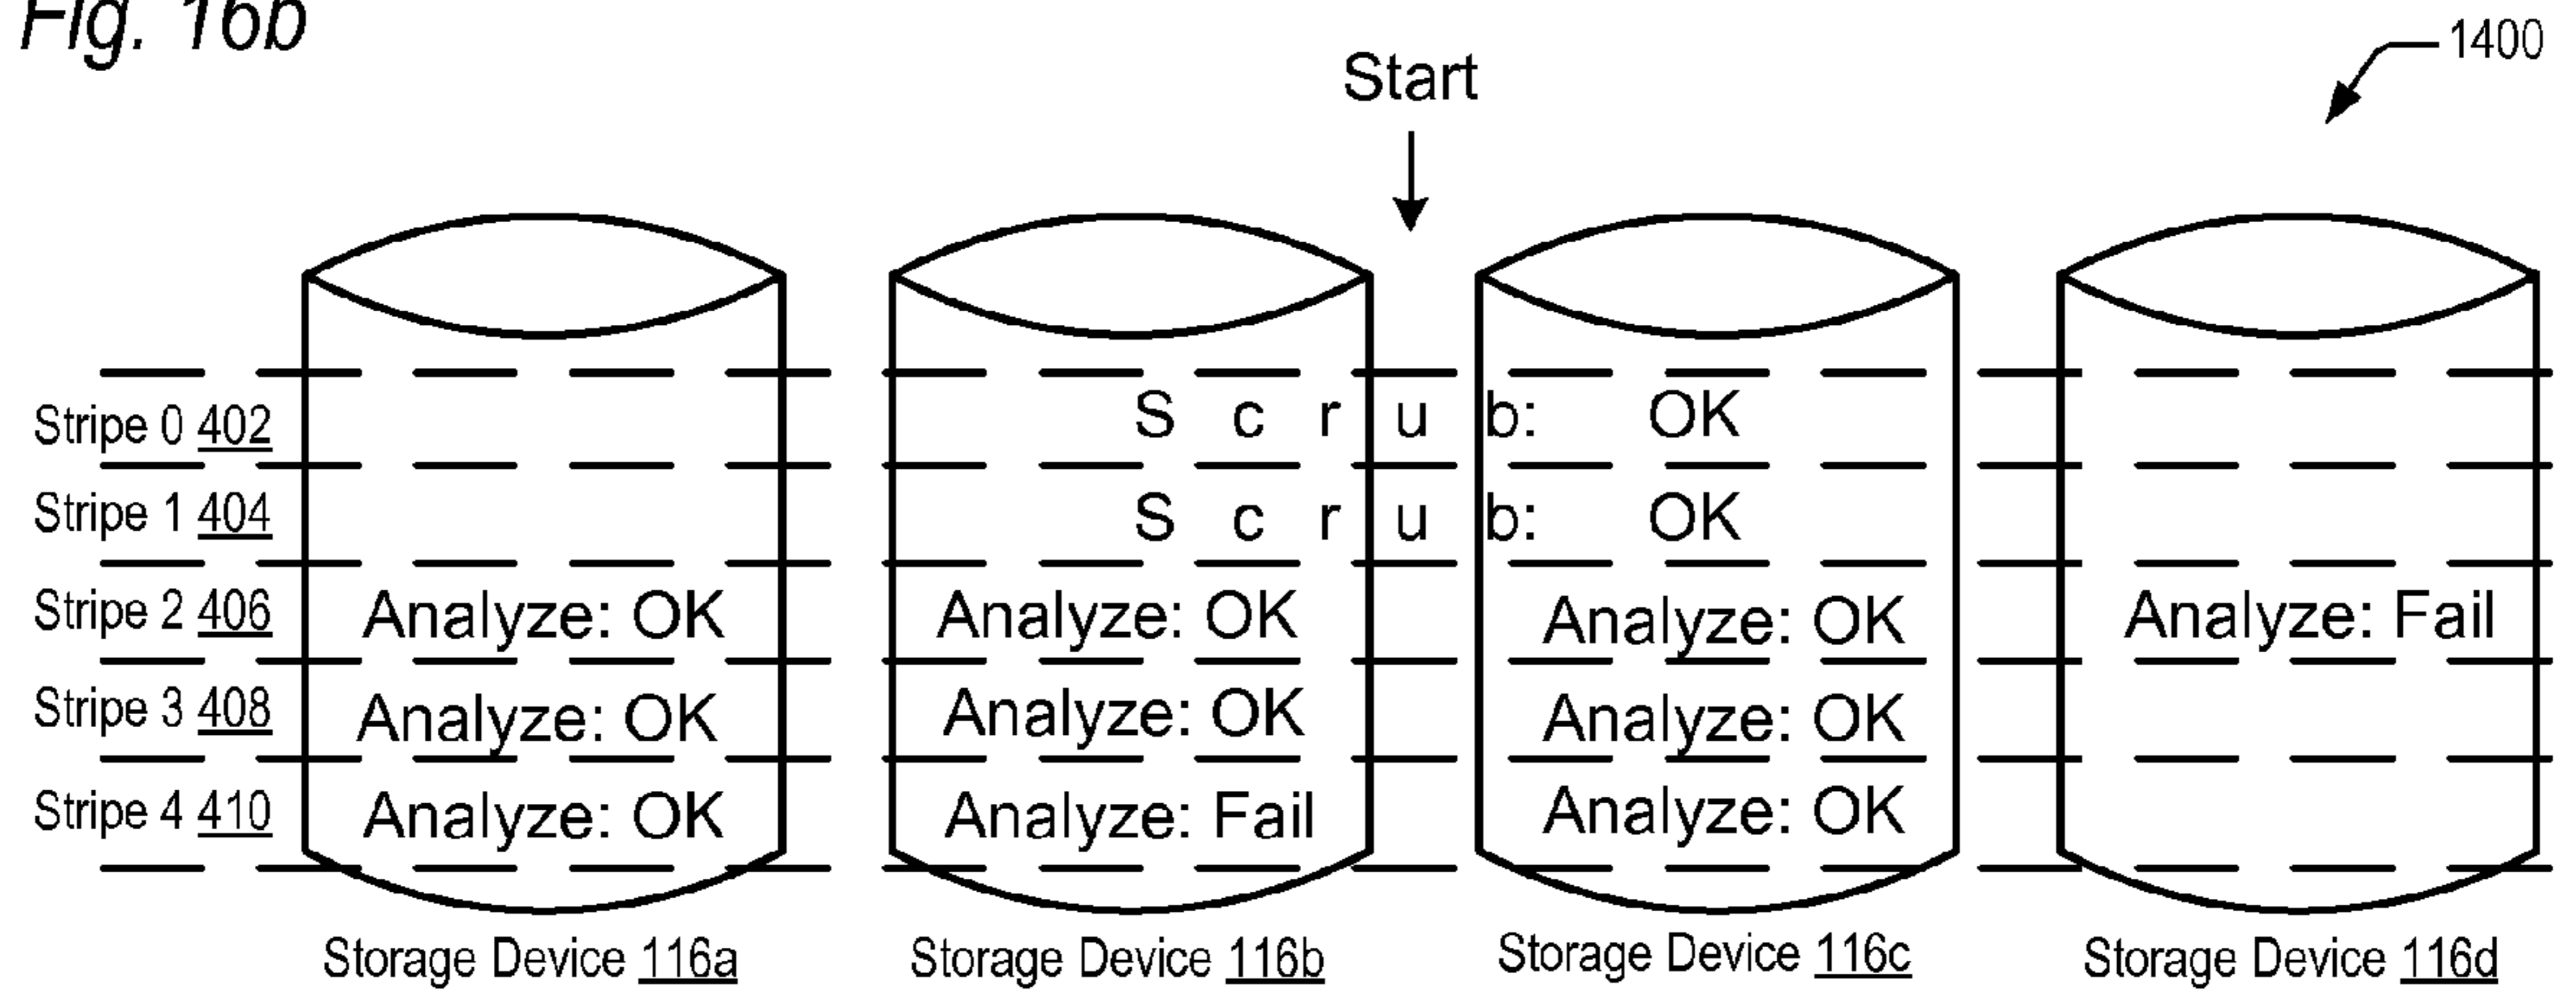 Fig. 16b
1400
Start
Stripe 0 402 S c r u b: OK
Stripe 1 404 S c r u b: OK
Stripe 2 406 Analyze: OK Analyze: OK Analyze: OK Analyze: Fail
Stripe 3 408 Analyze: OK Analyze: OK Analyze: OK
Stripe 4 410 Analyze: OK Analyze: Fail Analyze: OK
Storage Device 116a Storage Device 116b Storage Device 116c Storage Device 116d